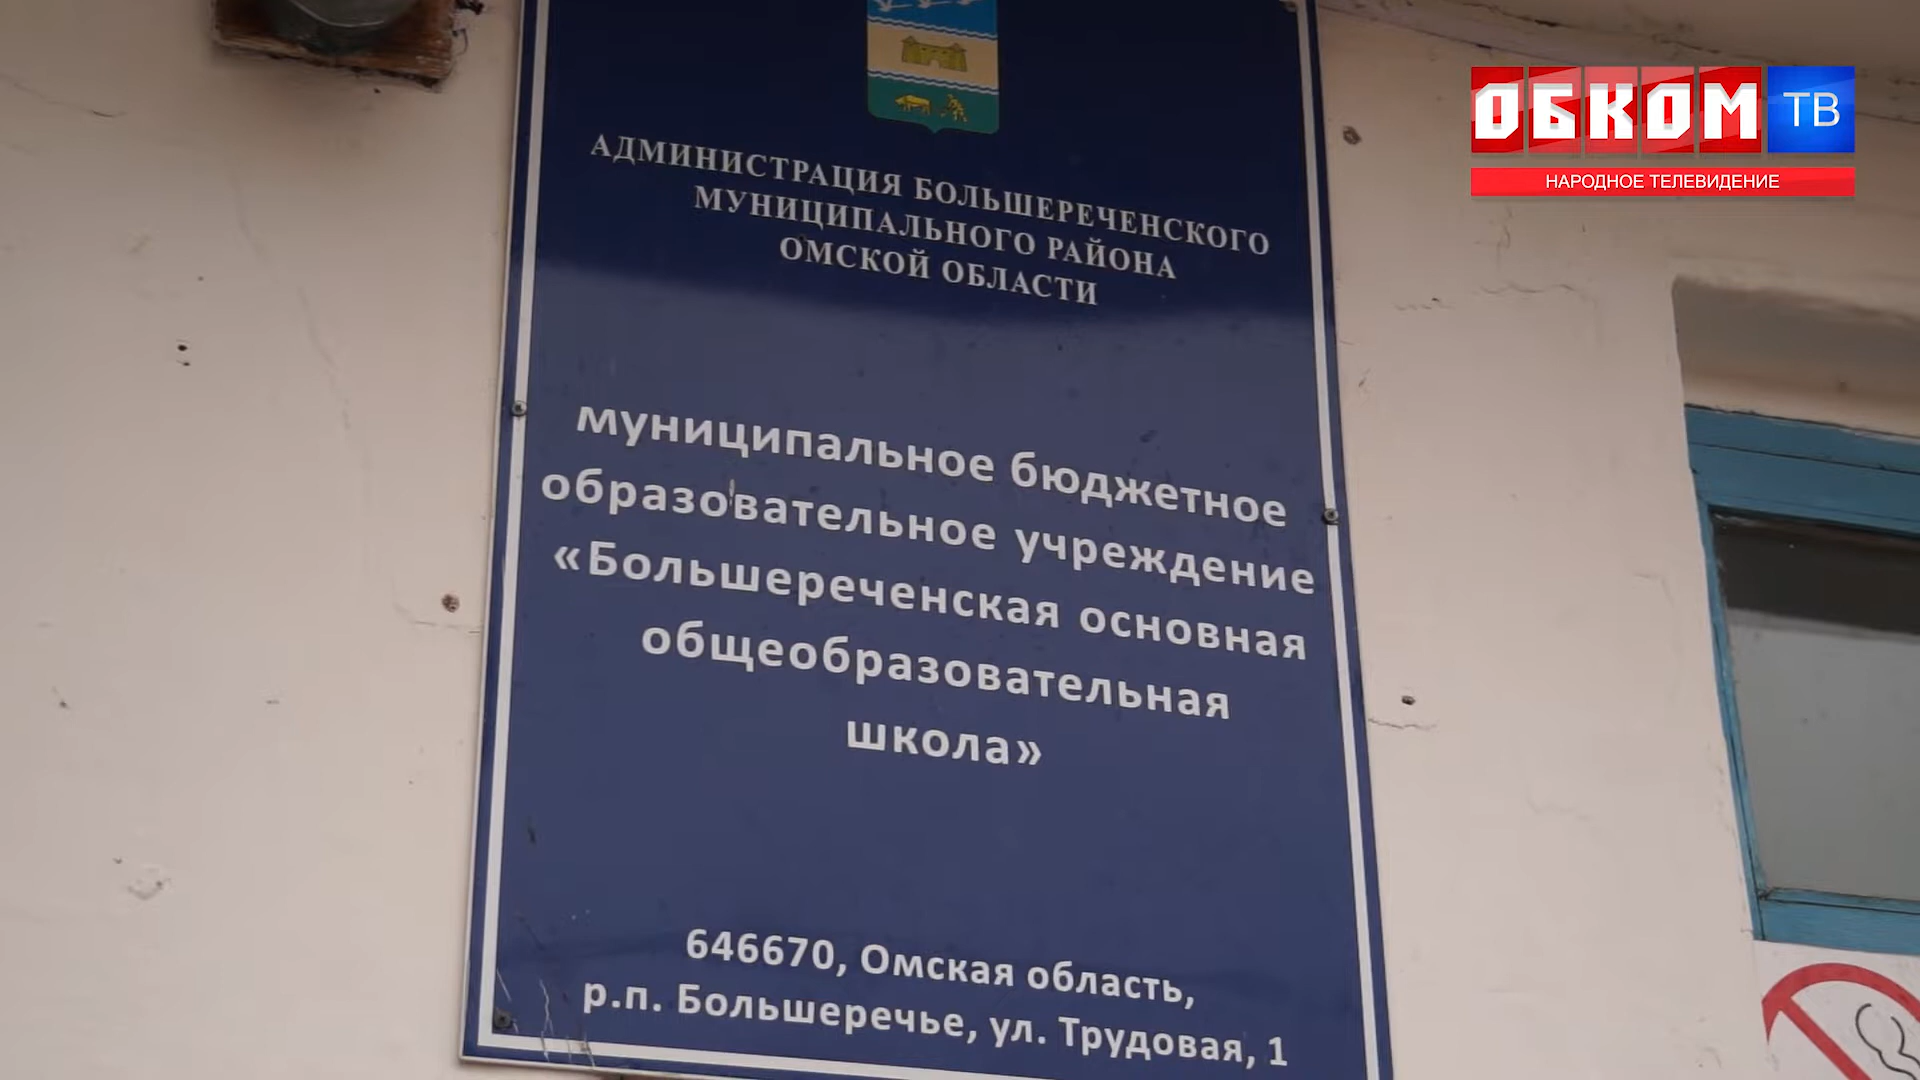 ОБКОМ ТВ
НАРОДНОЕ ТЕЛЕВИДЕНИЕ
АДМИНИСТРАЦИЯ БОЛЬШЕРЕЧЕНСКОГО
МУНИЦИПАЛЬНОГО РАЙОНА
ОМСКОЙ ОБЛАСТИ
муниципальное бюджетное
образовательное учреждение
«Большереченская основная
общеобразовательная
школа»
646670, Омская область,
р.п. Большеречье, ул. Трудовая, 1